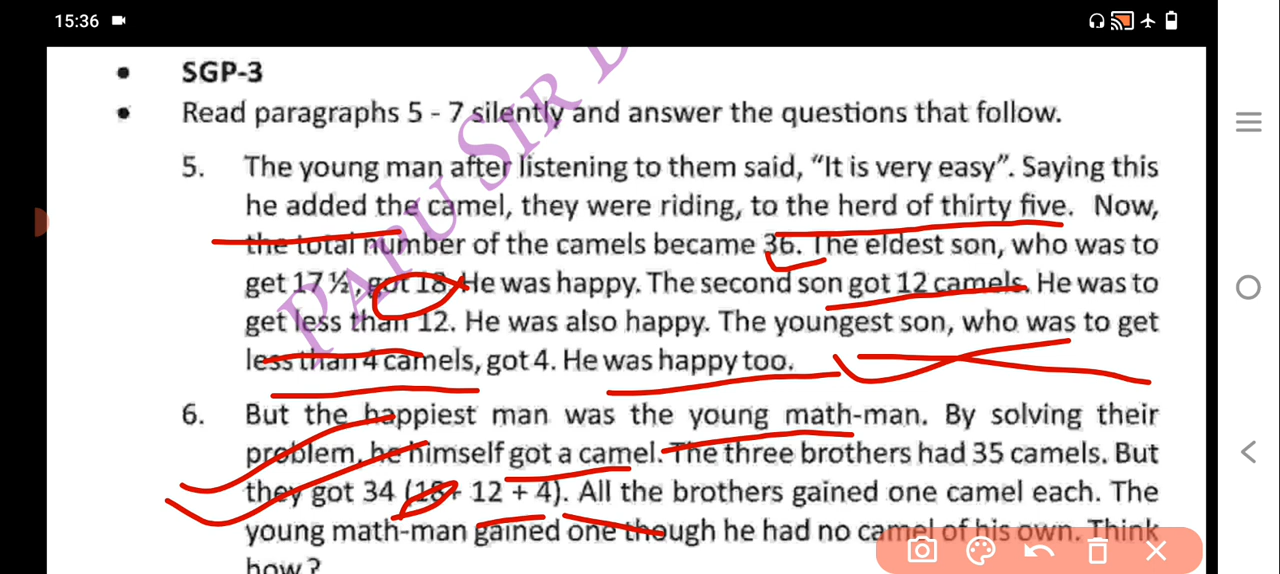 15:36
• SGP-3
• Read paragraphs 5 - 7 silently and answer the questions that follow.
5. The young man after listening to them said, “It is very easy”. Saying this
he added the camel, they were riding, to the herd of thirty five. Now,
the total number of the camels became 36. The eldest son, who was to
get 17 ½, got 18. He was happy. The second son got 12 camels. He was to
get less than 12. He was also happy. The youngest son, who was to get
less than 4 camels, got 4. He was happy too.
6. But the happiest man was the young math-man. By solving their
problem, he himself got a camel. The three brothers had 35 camels. But
they got 34 (18+ 12 + 4). All the brothers gained one camel each. The
young math-man gained one though he had no camel of his own. Think
how?
PAPU SIR